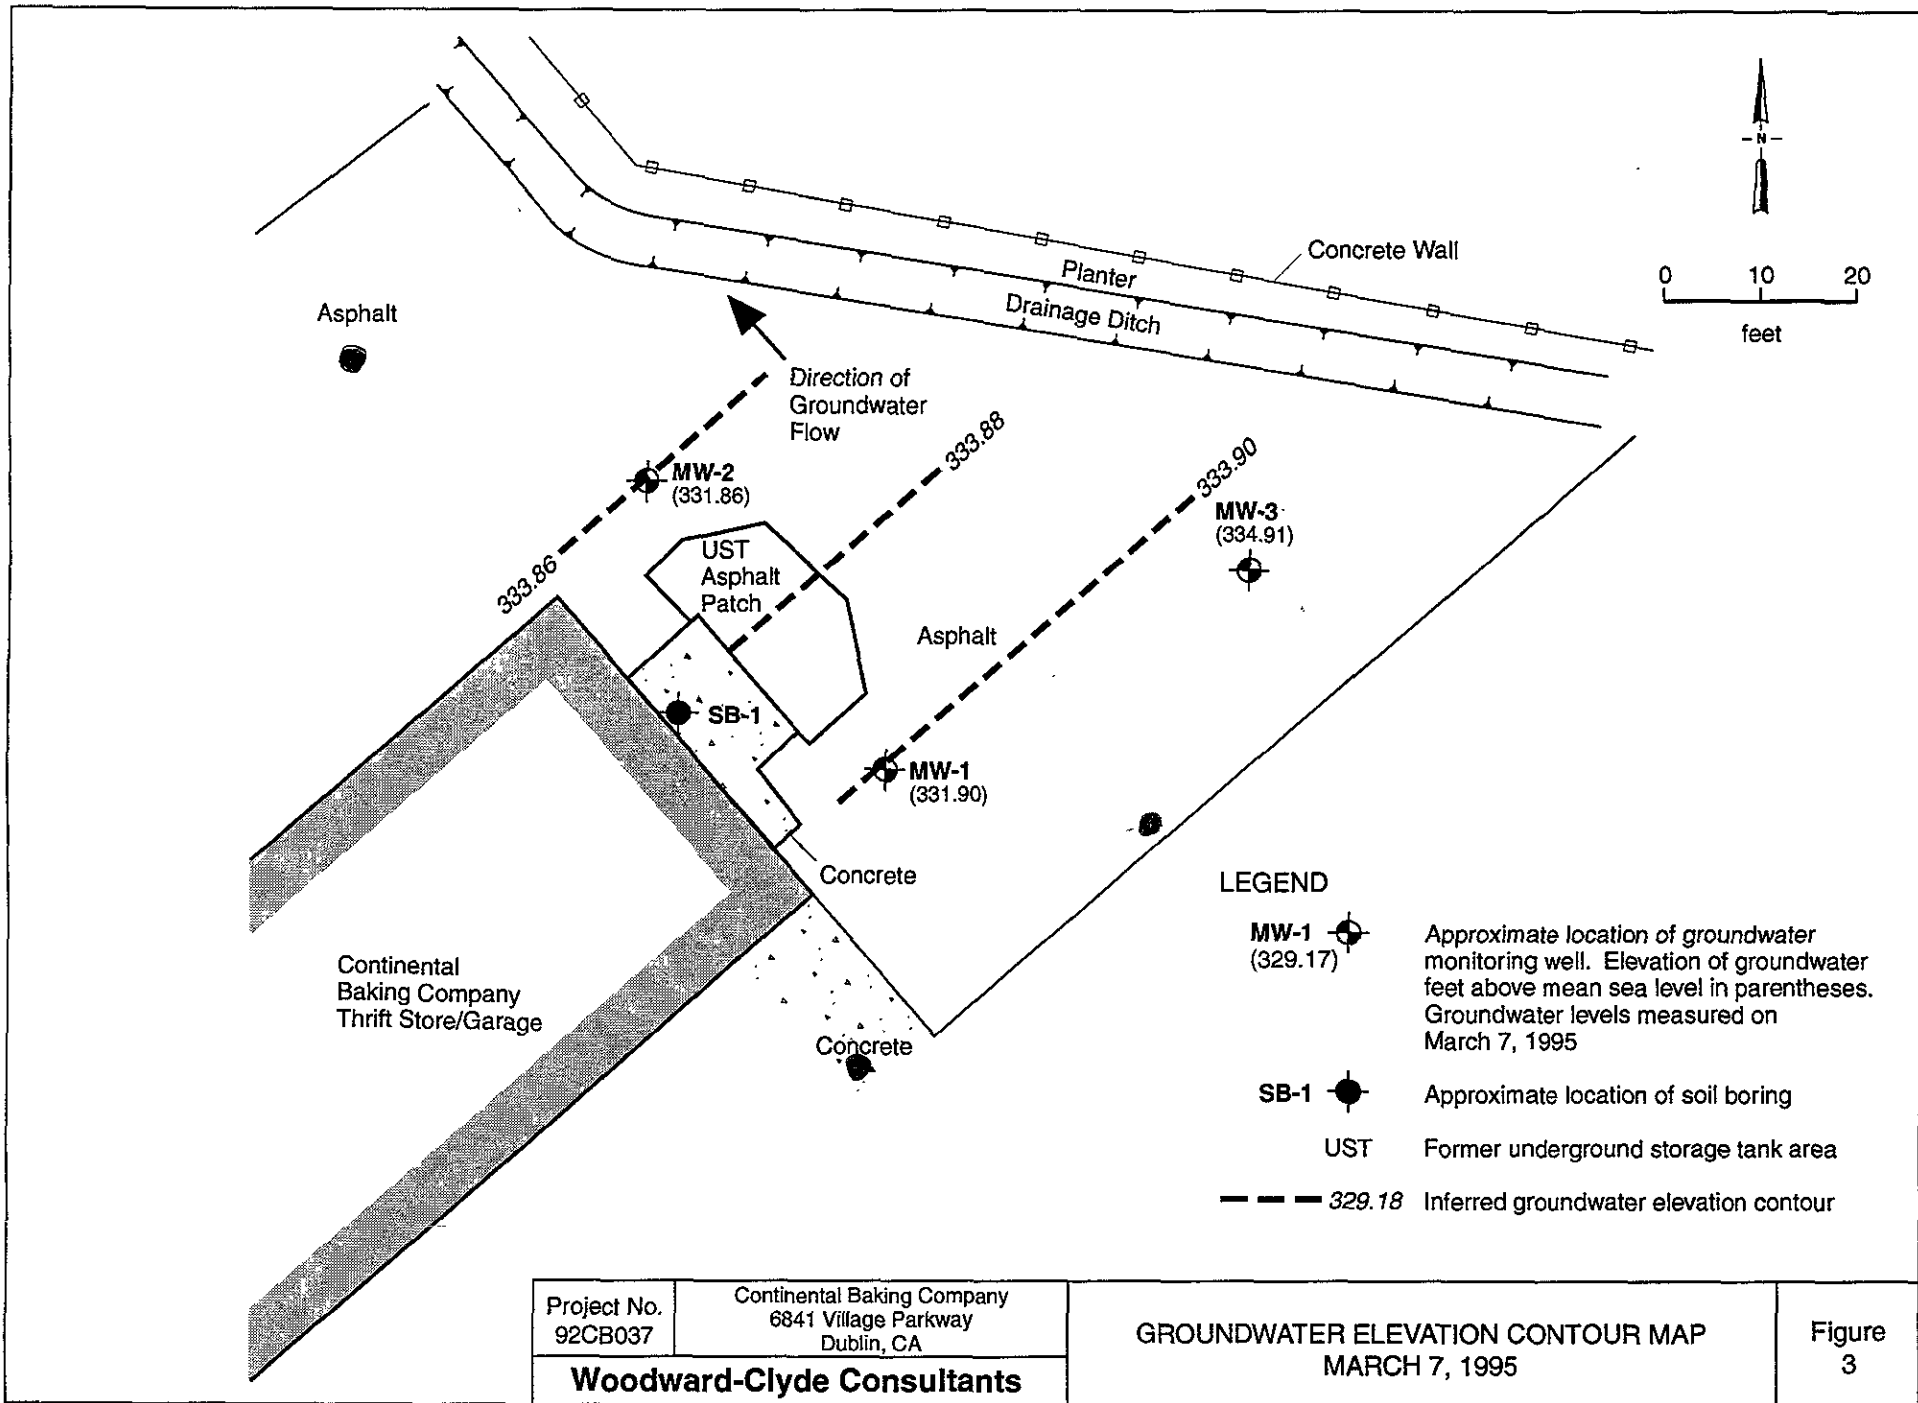 N
Concrete Wall
0 10 20
feet
Planter
Drainage Ditch
Asphalt
Direction of
Groundwater
Flow
333.88
333.90
MW-2
(331.86)
MW-3
(334.91)
333.86
UST
Asphalt
Patch
Asphalt
SB-1
MW-1
(331.90)
Concrete
Continental
Baking Company
Thrift Store/Garage
Concrete
LEGEND
MW-1
(329.17)
Approximate location of groundwater
monitoring well. Elevation of groundwater
feet above mean sea level in parentheses.
Groundwater levels measured on
March 7, 1995
SB-1 Approximate location of soil boring
UST Former underground storage tank area
329.18 Inferred groundwater elevation contour
Project No.
92CB037
Continental Baking Company
6841 Village Parkway
Dublin, CA
Woodward-Clyde Consultants
GROUNDWATER ELEVATION CONTOUR MAP
MARCH 7, 1995
Figure
3